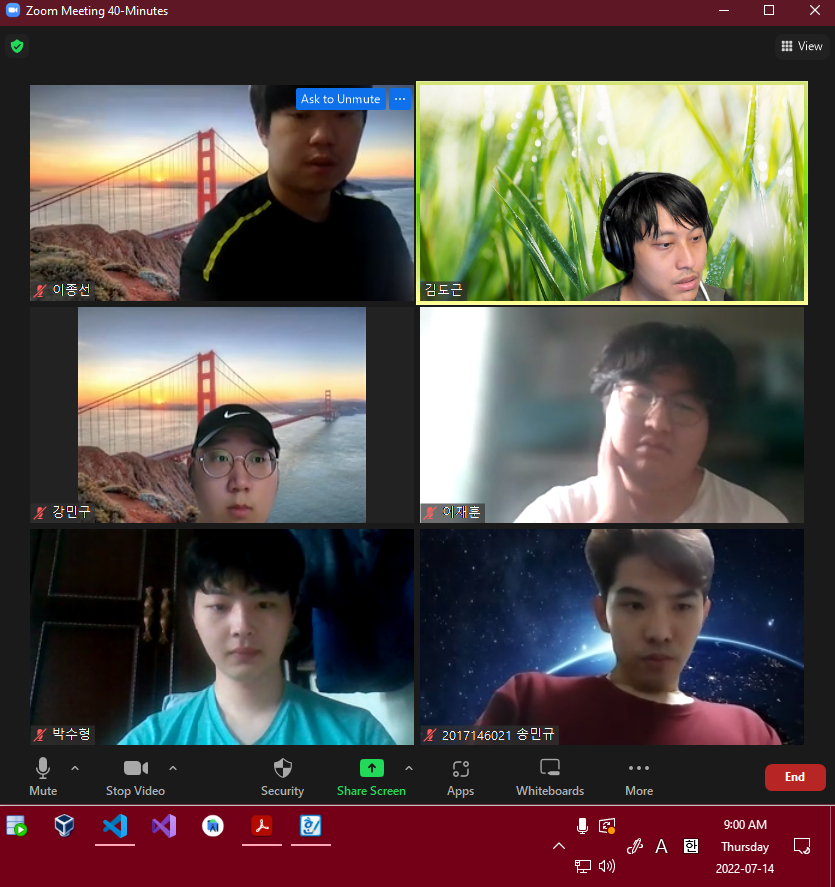 Zoom Meeting 40-Minutes
View
Ask to Unmute
이종선
김도근
강민구
이재훈
박수형
2017146021 송민규
Mute
Stop Video
Security
Share Screen
Apps
Whiteboards
More
End
9:00 AM
A
한
Thursday
2022-07-14